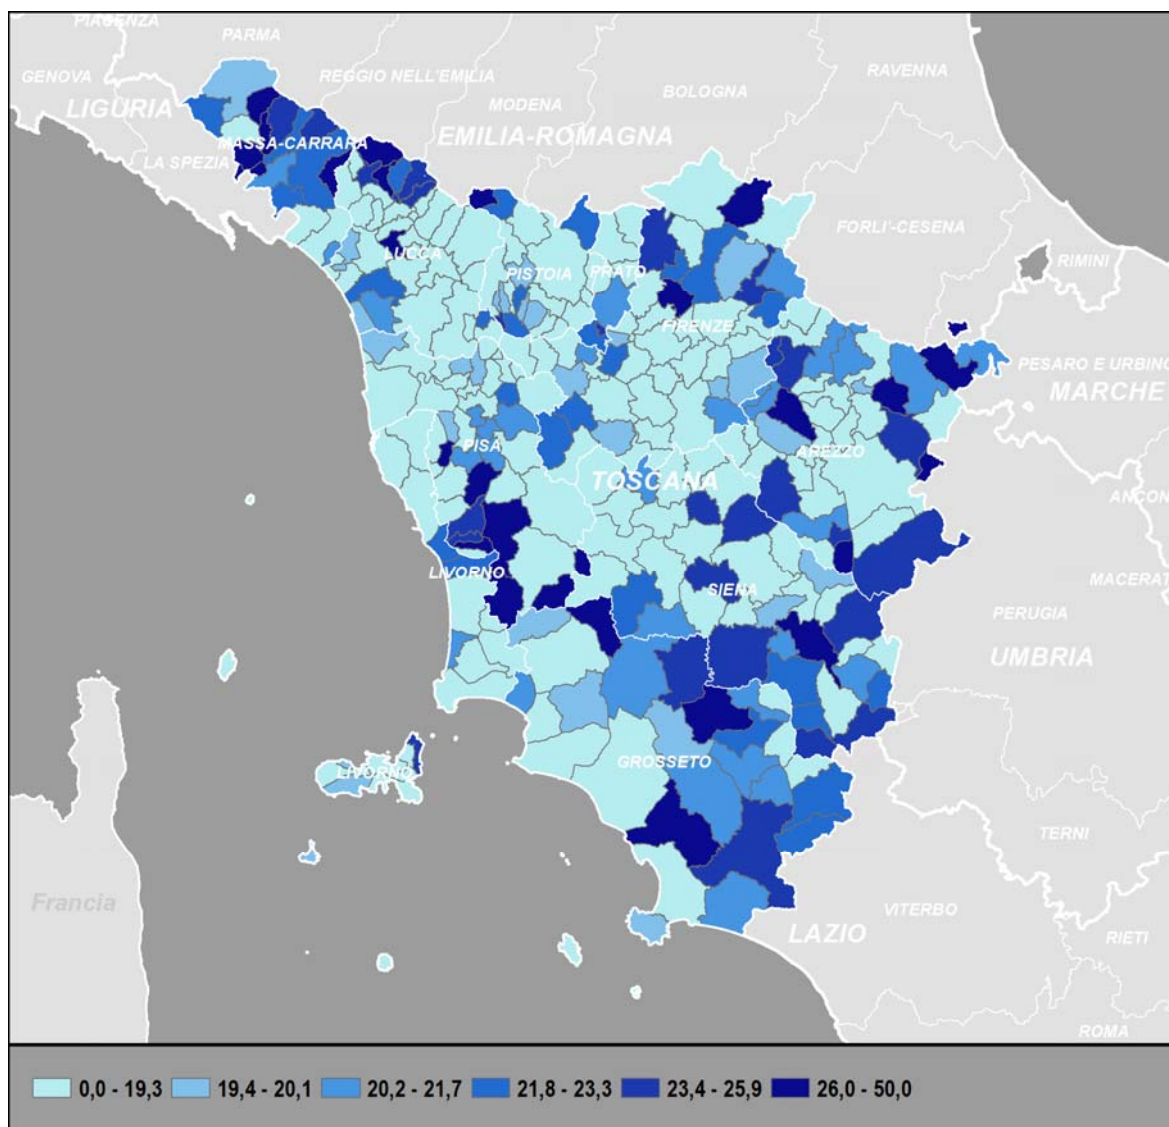 PIACENZA
PARMA
GENOVA
REGGIO NELL'EMILIA
RAVENNA
LIGURIA
MODENA
BOLOGNA
EMILIA-ROMAGNA
MASSA-CARRARA
LA SPEZIA
FORLI'-CESENA
LUCCA
RIMINI
PISTOIA
PRATO
FIRENZE
PESARO E URBINO
MARCHE
PISA
AREZZO
TOSCANA
ANCON
LIVORNO
SIENA
MACERAT
PERUGIA
UMBRIA
GROSSETO
LIVORNO
TERNI
Francia
VITERBO
LAZIO
RIETI
ROMA
0,0 - 19,3 19,4 - 20,1 20,2 - 21,7 21,8 - 23,3 23,4 - 25,9 26,0 - 50,0